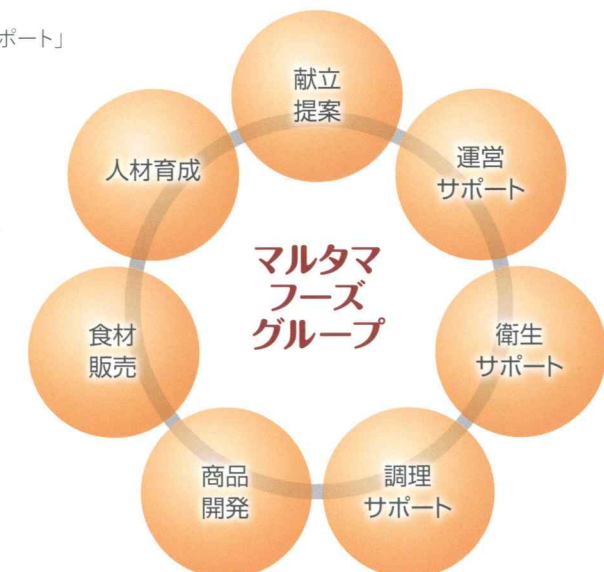 ポート」
献立
提案
運営
サポート
衛生
サポート
調理
サポート
商品
開発
食材
販売
人材育成
マルタマ
フーズ
グループ